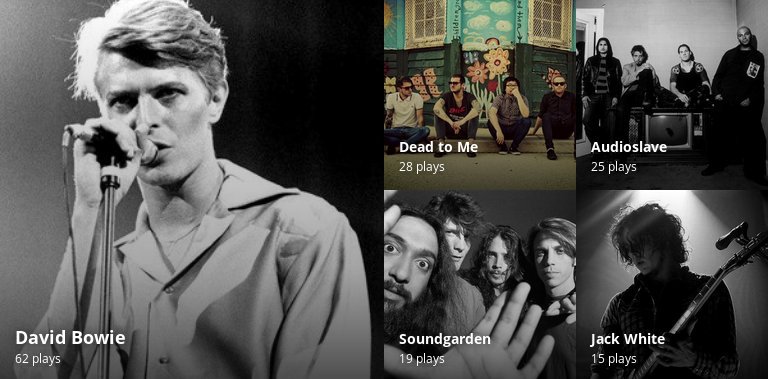 David Bowie
62 plays
Dead to Me
28 plays
Audioslave
25 plays
Soundgarden
19 plays
Jack White
15 plays